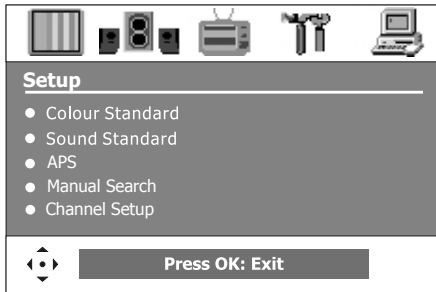 Setup
Colour Standard
Sound Standard
APS
Manual Search
Channel Setup
Press OK: Exit